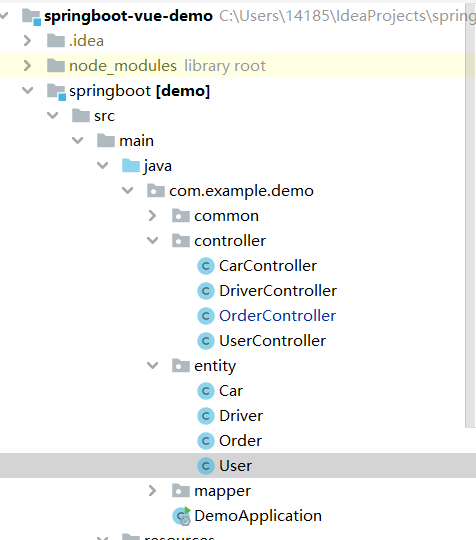 springboot-vue-demo C:\Users\14185\IdeaProjects\spring
.idea
node_modules library root
springboot [demo]
src
main
java
com.example.demo
common
controller
C CarController
C DriverController
C OrderController
C UserController
entity
C Car
C Driver
C Order
C User
mapper
DemoApplication
resources